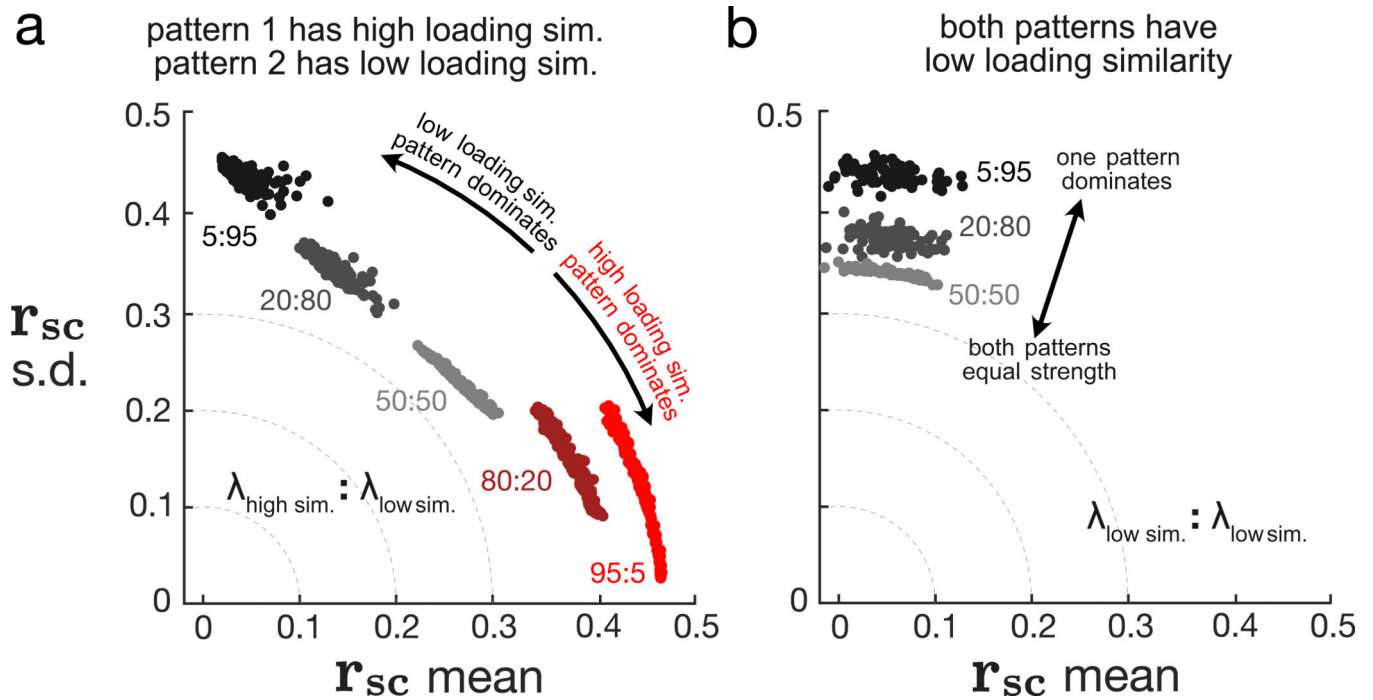 a
pattern 1 has high loading sim.
pattern 2 has low loading sim.
0.5
0.4
0.3
0.2
0.1
0
r_sc
s.d.
low loading sim.
pattern dominates
high loading sim.
pattern dominates
5:95
20:80
50:50
80:20
95:5
λ_high sim. : λ_low sim.
0 0.1 0.2 0.3 0.4 0.5
r_sc mean
b
both patterns have
low loading similarity
0.5
0
5:95
20:80
50:50
one pattern
dominates
both patterns
equal strength
λ_low sim. : λ_low sim.
0 0.1 0.2 0.3 0.4 0.5
r_sc mean